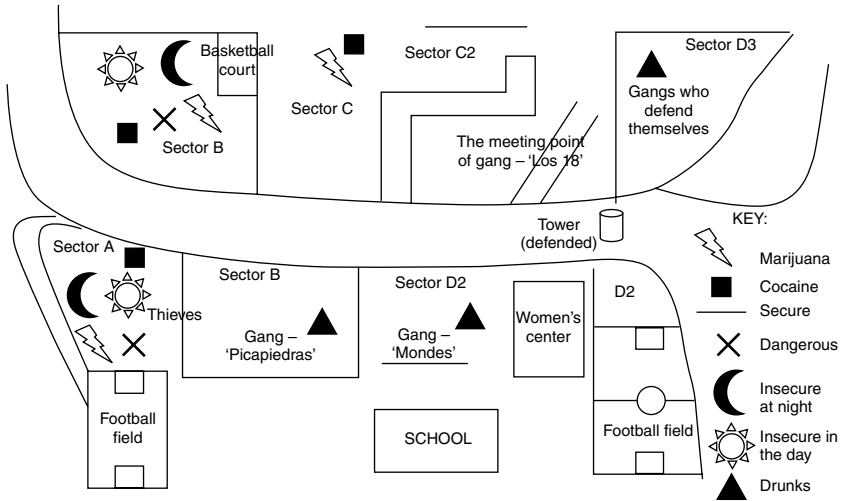 Basketball
court
Sector B
Sector C
Sector C2
The meeting point
of gang – 'Los 18'
Sector D3
Gangs who
defend
themselves
Tower
(defended)
Sector A
Thieves
Football
field
Sector B
Gang –
'Picapiedras'
Sector D2
Gang –
'Mondes'
Women's
center
SCHOOL
D2
Football field
KEY:
Marijuana
Cocaine
Secure
Dangerous
Insecure
at night
Insecure in
the day
Drunks